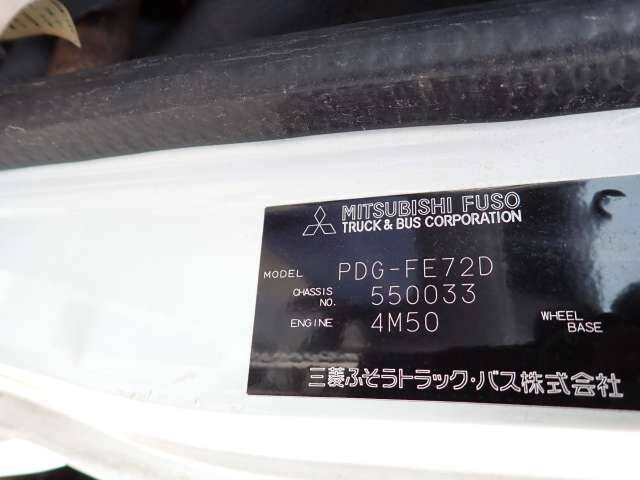 MITSUBISHI FUSO
TRUCK & BUS CORPORATION
MODEL PDG-FE72D
CHASSIS NO. 550033
ENGINE 4M50 WHEEL BASE
三菱ふそうトラック・バス株式会社